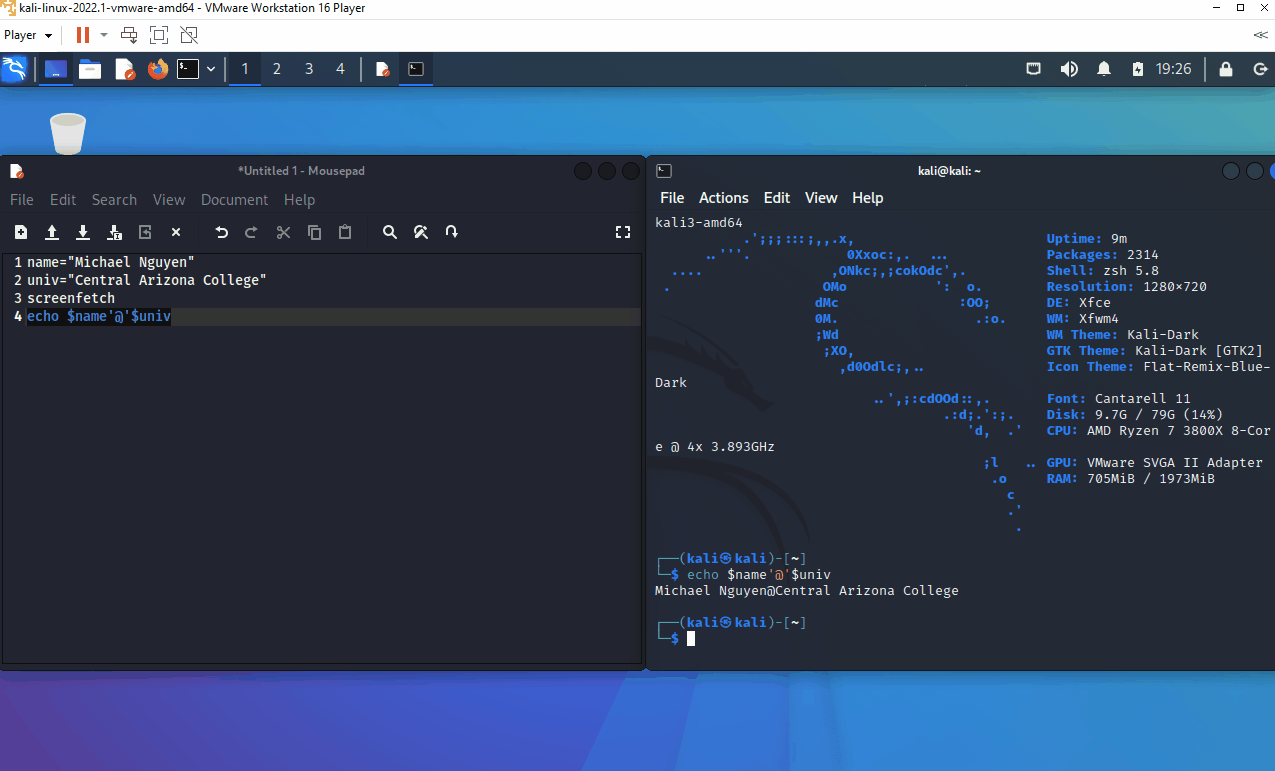 kali-linux-2022.1-vmware-amd64 - VMware Workstation 16 Player
Player
1 2 3 4 19:26
*Untitled 1 - Mousepad
File Edit Search View Document Help
1 name="Michael Nguyen"
2 univ="Central Arizona College"
3 screenfetch
4 echo $name'@'$univ
kali@kali: ~
File Actions Edit View Help
kali3-amd64
.';;;:::;,,.x, Uptime: 9m
..'''. 0Xxoc:,. ... Packages: 2314
.... ,ONkc;,;cokOdc',. Shell: zsh 5.8
. OMo ': o. Resolution: 1280×720
dMc :OO; DE: Xfce
0M. .:o. WM: Xfwm4
;Wd WM Theme: Kali-Dark
;XO, GTK Theme: Kali-Dark [GTK2]
,d0Odlc;,.. Icon Theme: Flat-Remix-Blue-
Dark
..',;:cdOOd::,. Font: Cantarell 11
.:d;.':;. Disk: 9.7G / 79G (14%)
'd, .' CPU: AMD Ryzen 7 3800X 8-Cor
e @ 4x 3.893GHz
;l .. GPU: VMware SVGA II Adapter
.o RAM: 705MiB / 1973MiB
c
.'
.
┌──(kali㉿kali)-[~]
└─$ echo $name'@'$univ
Michael Nguyen@Central Arizona College
┌──(kali㉿kali)-[~]
└─$